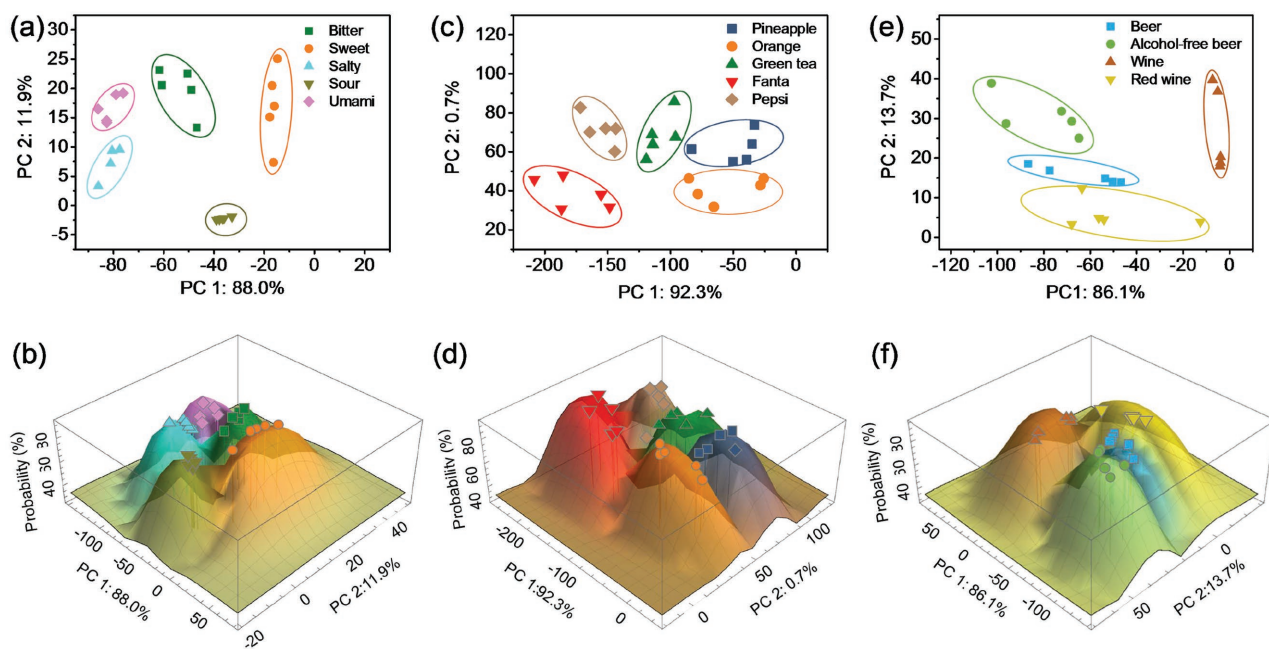 (a)
PC 2: 11.9%
30
25
20
15
10
5
0
-5
Bitter
Sweet
Salty
Sour
Umami
-80
-60
-40
-20
0
20
PC 1: 88.0%
(c)
PC 2: 0.7%
120
100
80
60
40
20
Pineapple
Orange
Green tea
Fanta
Pepsi
-200
-150
-100
-50
0
PC 1: 92.3%
(e)
PC 2: 13.7%
50
40
30
20
10
0
Beer
Alcohol-free beer
Wine
Red wine
-120
-100
-80
-60
-40
-20
0
PC1: 86.1%
(b)
Probability (%)
30
30
40
-100
-50
0
50
PC 1: 88.0%
-20
0
20
40
PC 2:11.9%
(d)
Probability (%)
80
60
40
-200
-100
0
PC 1:92.3%
0
50
100
PC 2: 0.7%
(f)
Probability (%)
30
30
40
50
0
-50
-100
PC 1: 86.1%
50
0
PC 2:13.7%